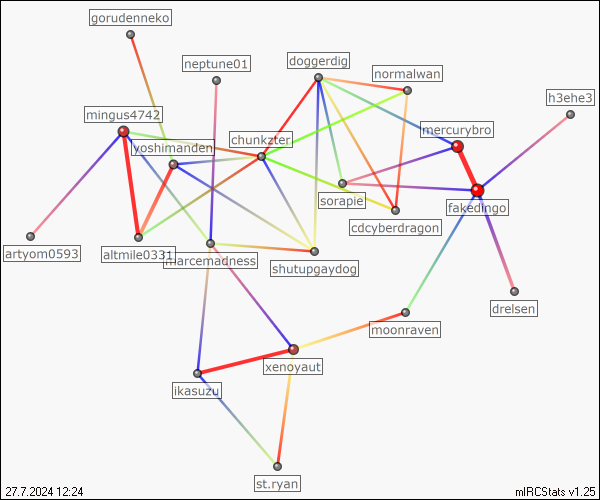 gorudenneko
neptune01
doggerdig
normalwan
h3ehe3
mingus4742
mercurybro
chunkzter
yoshimanden
sorapie
fakedingo
cdcyberdragon
artyom0593
altmile0331
marcemadness
shutupgaydog
drelsen
moonraven
xenoyaut
ikasuzu
st.ryan
27.7.2024 12:24
mIRCStats v1.25